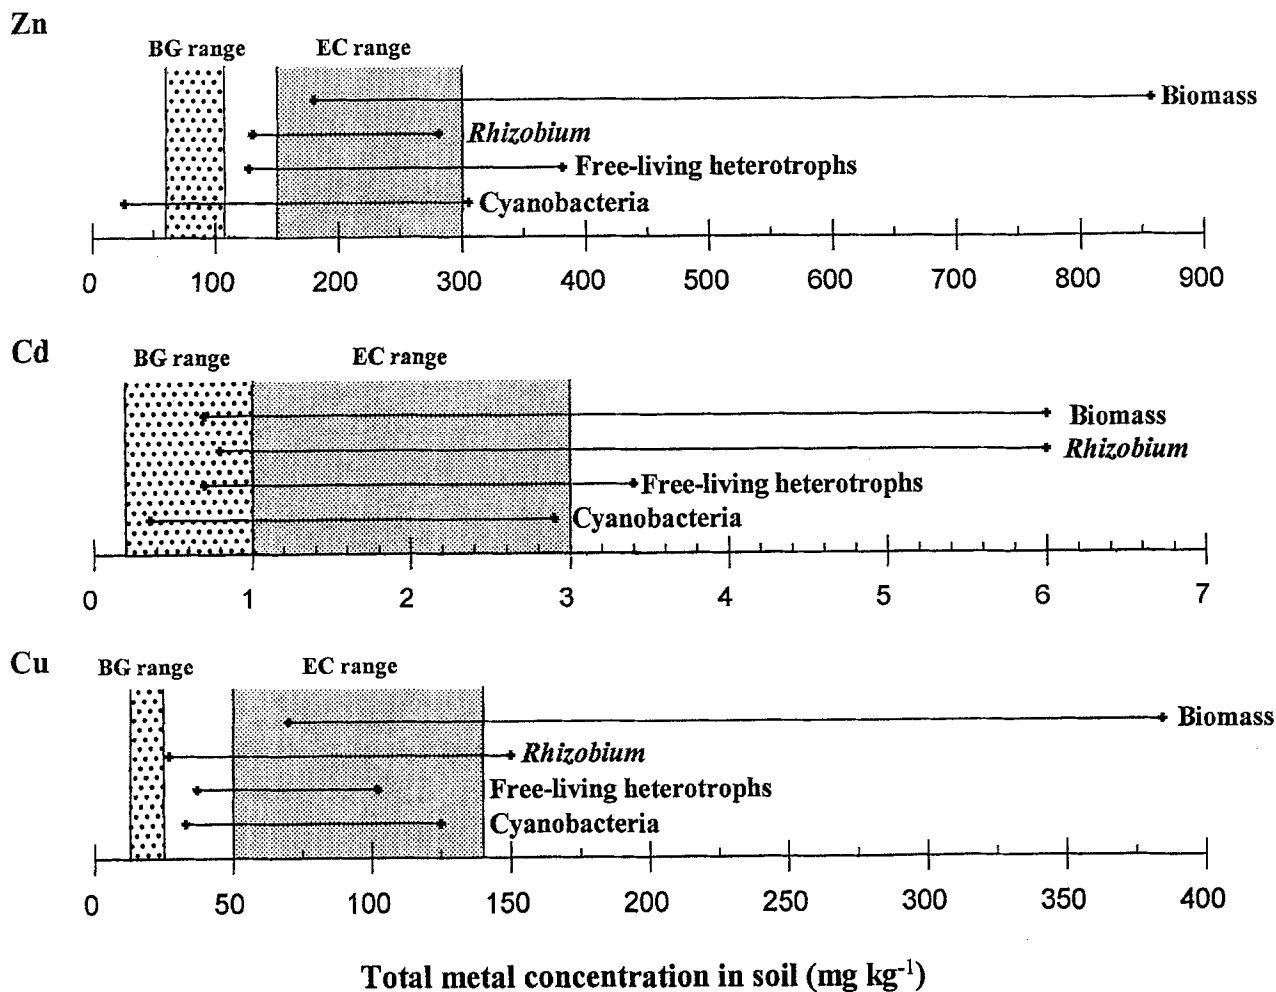 Zn
BG range EC range
Biomass
Rhizobium
Free-living heterotrophs
Cyanobacteria
0 100 200 300 400 500 600 700 800 900
Cd
BG range EC range
Biomass
Rhizobium
Free-living heterotrophs
Cyanobacteria
0 1 2 3 4 5 6 7
Cu
BG range EC range
Biomass
Rhizobium
Free-living heterotrophs
Cyanobacteria
0 50 100 150 200 250 300 350 400
Total metal concentration in soil (mg kg⁻¹)